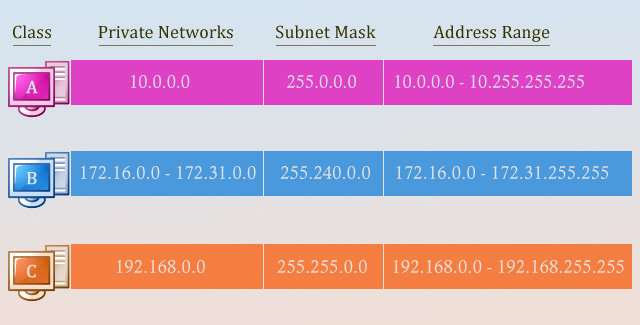 Class Private Networks Subnet Mask Address Range
A 10.0.0.0 255.0.0.0 10.0.0.0 - 10.255.255.255
B 172.16.0.0 - 172.31.0.0 255.240.0.0 172.16.0.0 - 172.31.255.255
C 192.168.0.0 255.255.0.0 192.168.0.0 - 192.168.255.255